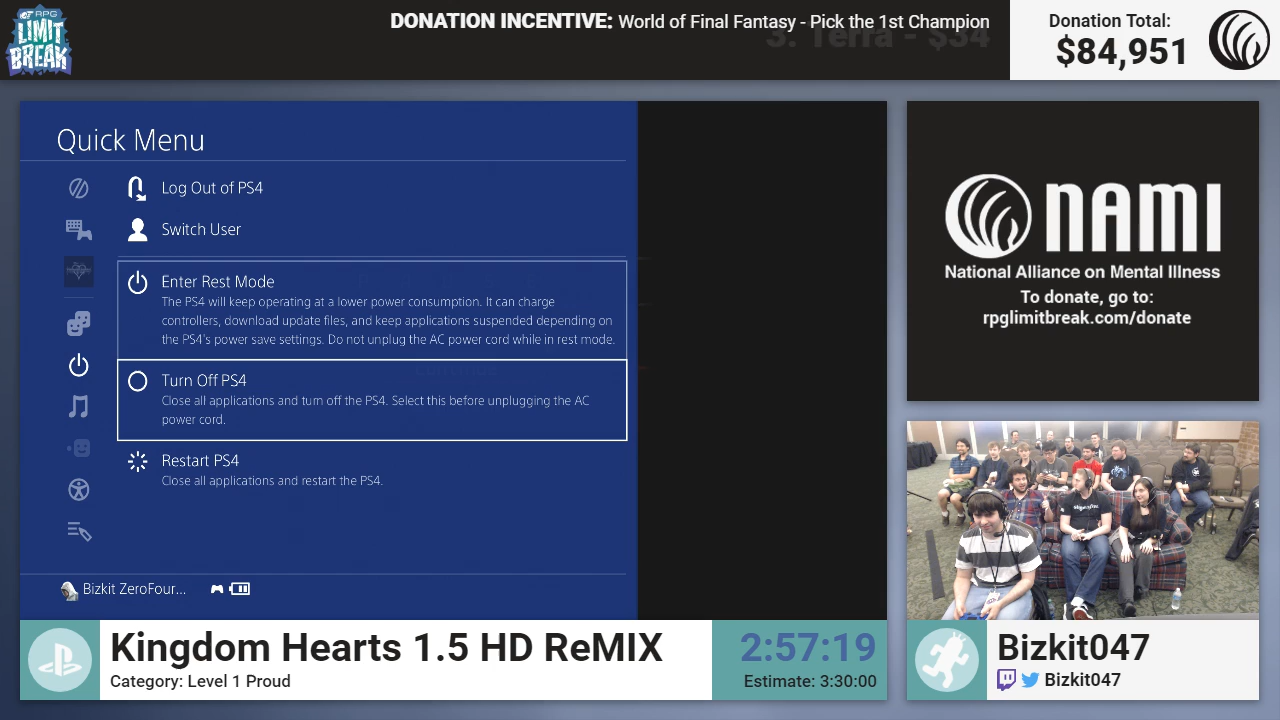 RPG
LIMIT
BREAK
DONATION INCENTIVE: World of Final Fantasy - Pick the 1st Champion
3. Terra - $34
Donation Total:
$84,951
Quick Menu
Log Out of PS4
Switch User
Enter Rest Mode
The PS4 will keep operating at a lower power consumption. It can charge
controllers, download update files, and keep applications suspended depending on
the PS4's power save settings. Do not unplug the AC power cord while in rest mode.
Turn Off PS4
Close all applications and turn off the PS4. Select this before unplugging the AC
power cord.
Restart PS4
Close all applications and restart the PS4.
Bizkit ZeroFour...
NAMI
National Alliance on Mental Illness
To donate, go to:
rpglimitbreak.com/donate
Kingdom Hearts 1.5 HD ReMIX
Category: Level 1 Proud
2:57:19
Estimate: 3:30:00
Bizkit047
Bizkit047